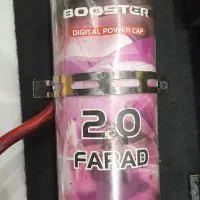 BOOSTER
DIGITAL POWER CAP
2.0
FARAD